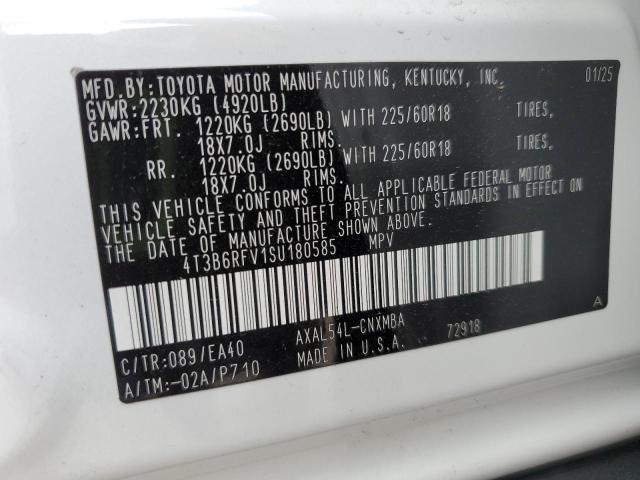 MFD.BY:TOYOTA MOTOR MANUFACTURING, KENTUCKY, INC. 01/25
GVWR:2230KG (4920LB)
GAWR:FRT. 1220KG (2690LB) WITH 225/60R18 TIRES,
18X7.0J RIMS.
RR. 1220KG (2690LB) WITH 225/60R18 TIRES,
18X7.0J RIMS.
THIS VEHICLE CONFORMS TO ALL APPLICABLE FEDERAL MOTOR
VEHICLE SAFETY AND THEFT PREVENTION STANDARDS IN EFFECT ON
THE DATE OF MANUFACTURE SHOWN ABOVE.
4T3B6RFV1SU180585 MPV
A
C/TR:089/EA40 AXAL54L-CNXMBA 72918
A/TM:-02A/P710 MADE IN U.S.A.